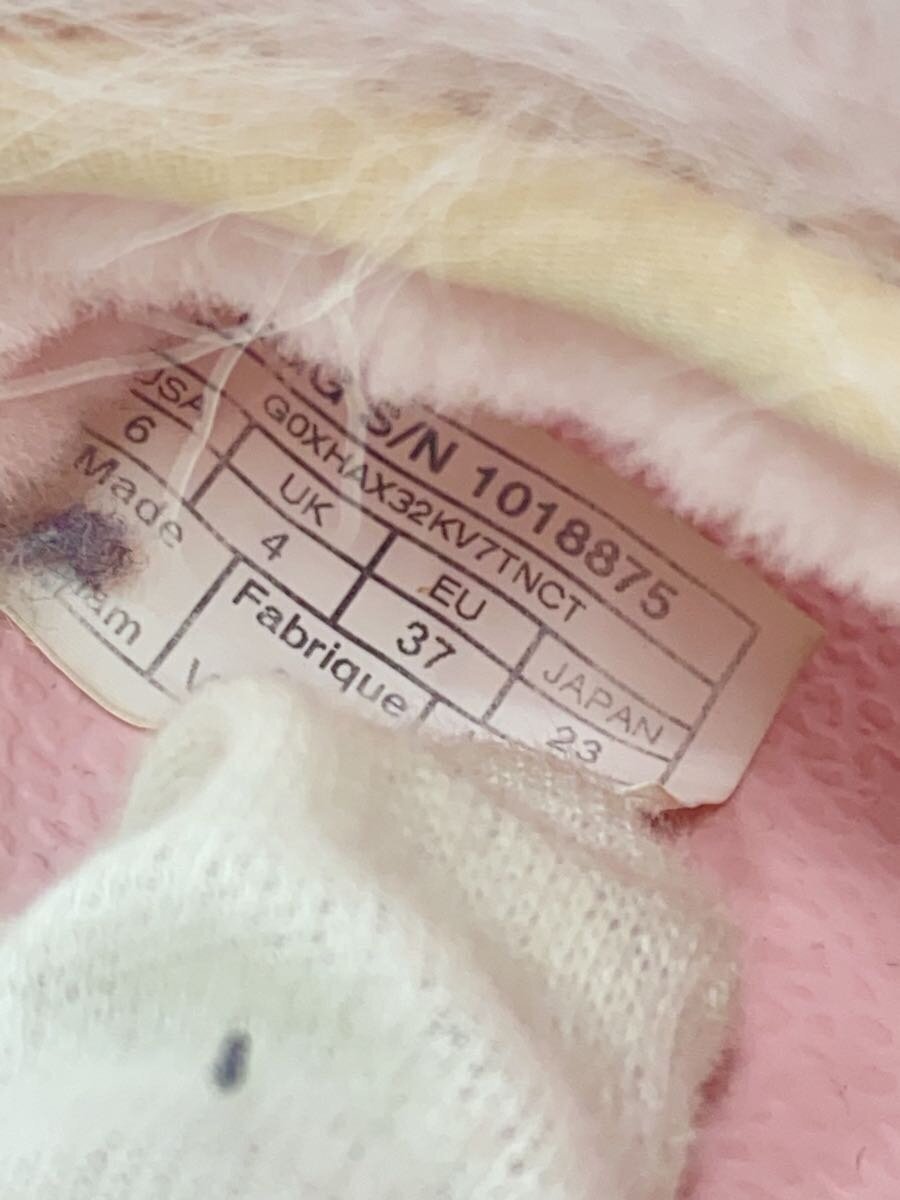 S/N 1018875
G0XHAX32KV7TNCT
USA UK EU JAPAN
6 4 37 23
Made Fabrique